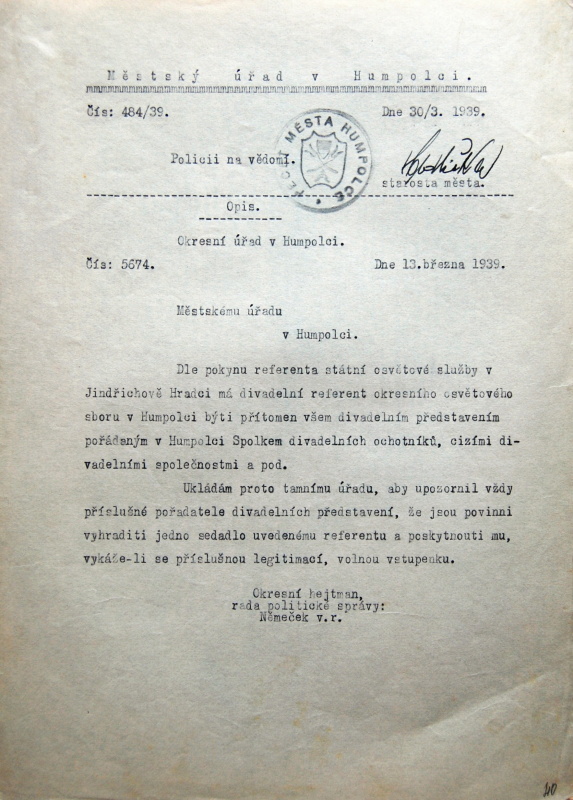 Městský úřad v Humpolci.
Čís: 484/39. Dne 30/3. 1939.
MĚSTA HUMPOLCE
Policii na vědomí.
starosta města.
Opis.
Okresní úřad v Humpolci.
Čís: 5674. Dne 13.března 1939.
Městskému úřadu
v Humpolci.
Dle pokynu referenta státní osvětové služby v
Jindřichově Hradci má divadelní referent okresního osvětového
sboru v Humpolci býti přítomen všem divadelním představením
pořádaným v Humpolci Spolkem divadelních ochotníků, cizími di-
vadelními společnostmi a pod.
Ukládám proto tamnímu úřadu, aby upozornil vždy
příslušné pořadatele divadelních představení, že jsou povinni
vyhraditi jedno sedadlo uvedenému referentu a poskytnouti mu,
vykáže-li se příslušnou legitimací, volnou vstupenku.
Okresní hejtman,
rada politické správy:
Němeček v.r.